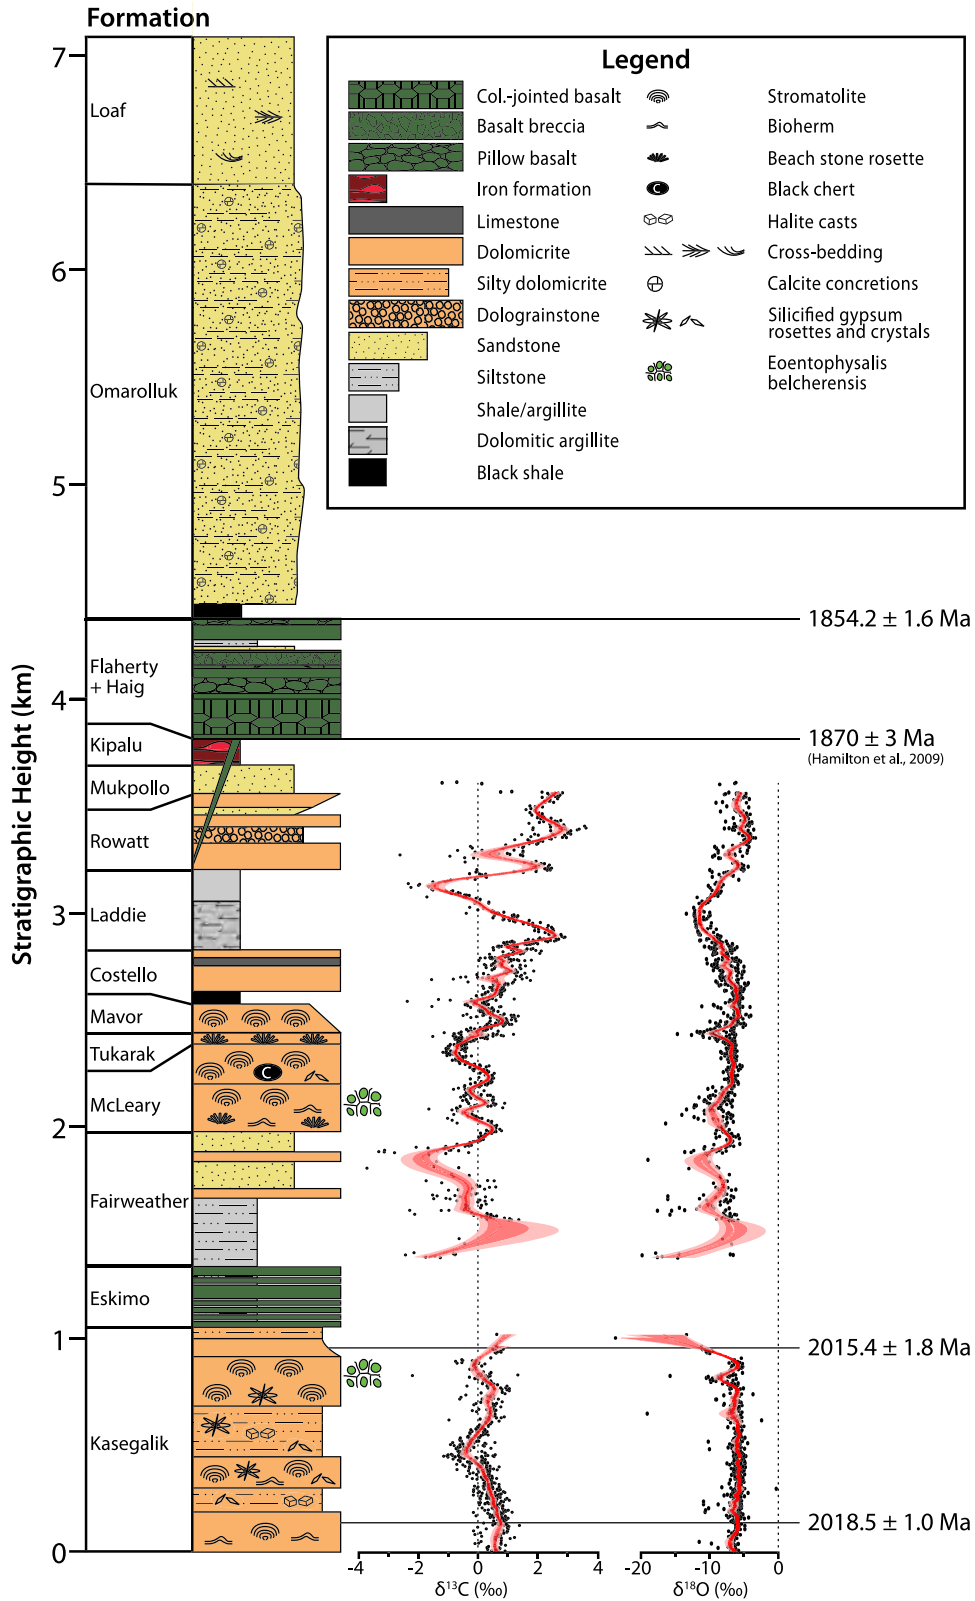 Formation
Legend
Col.-jointed basalt
Basalt breccia
Pillow basalt
Iron formation
Limestone
Dolomicrite
Silty dolomicrite
Dolograinstone
Sandstone
Siltstone
Shale/argillite
Dolomitic argillite
Black shale
Stromatolite
Bioherm
Beach stone rosette
C
Black chert
Halite casts
Cross-bedding
Calcite concretions
Silicified gypsum
rosettes and crystals
Eoentophysalis
belcherensis
Stratigraphic Height (km)
7
6
5
4
3
2
1
0
Loaf
Omarolluk
Flaherty
+ Haig
Kipalu
Mukpollo
Rowatt
Laddie
Costello
Mavor
Tukarak
McLeary
Fairweather
Eskimo
Kasegalik
C
1854.2 ± 1.6 Ma
1870 ± 3 Ma
(Hamilton et al., 2009)
2015.4 ± 1.8 Ma
2018.5 ± 1.0 Ma
-4 -2 0 2 4
δ¹³C (‰)
-20 -10 0
δ¹⁸O (‰)